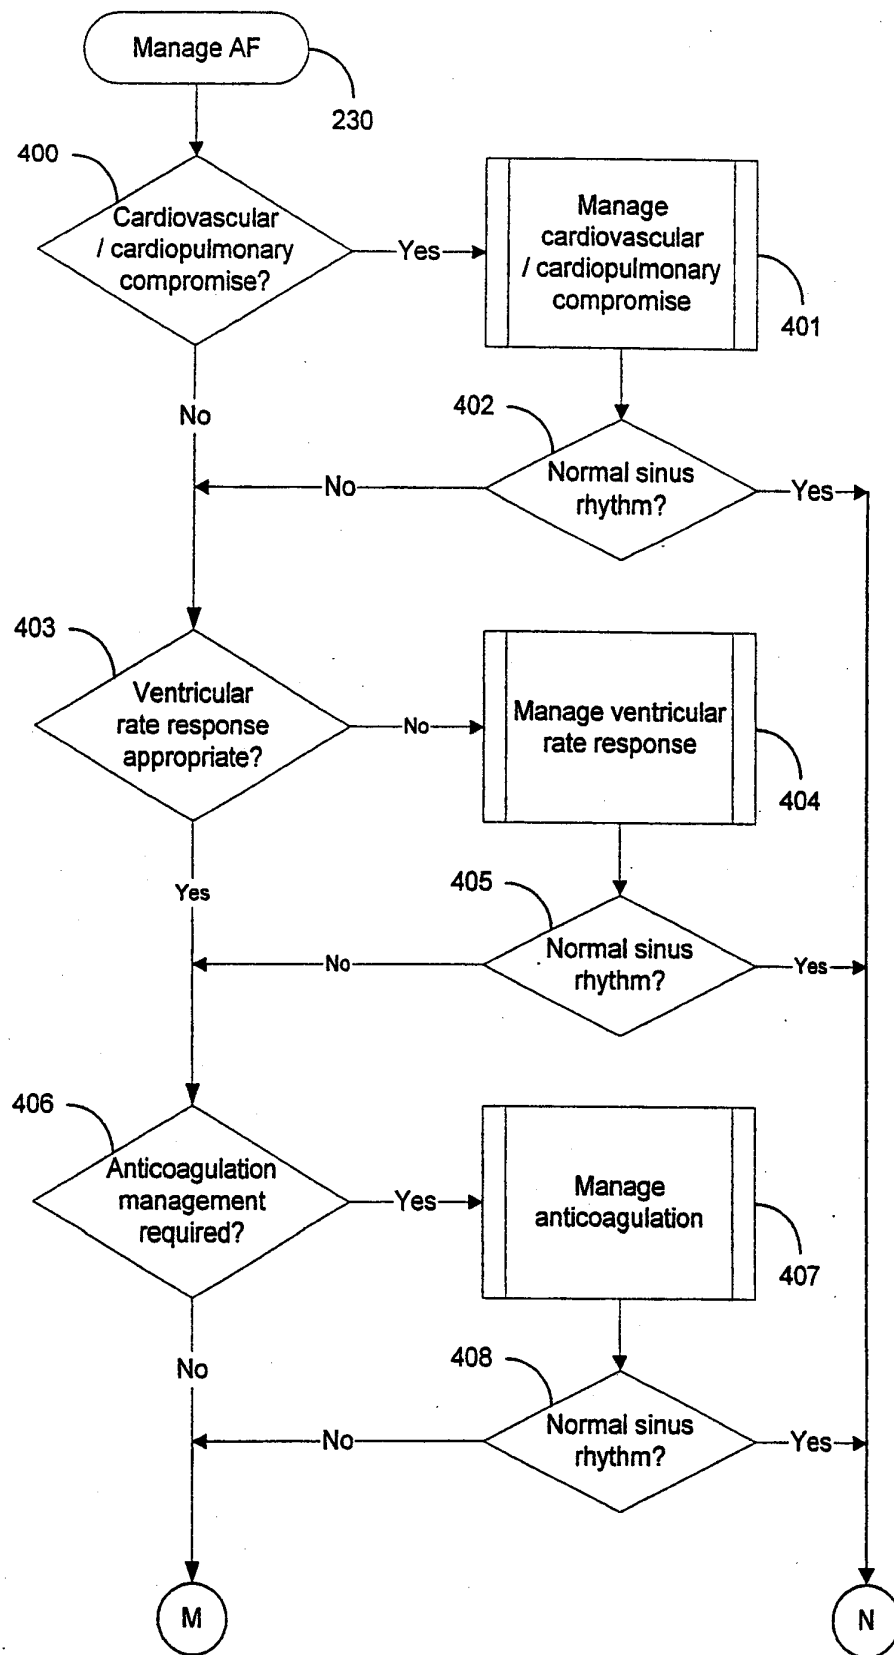 Manage AF
230
400
Cardiovascular
/ cardiopulmonary
compromise?
Yes
Manage
cardiovascular
/ cardiopulmonary
compromise
401
No
402
Normal sinus
rhythm?
No
Yes
403
Ventricular
rate response
appropriate?
No
Manage ventricular
rate response
404
Yes
405
Normal sinus
rhythm?
No
Yes
406
Anticoagulation
management
required?
Yes
Manage
anticoagulation
407
No
408
Normal sinus
rhythm?
No
Yes
M
N